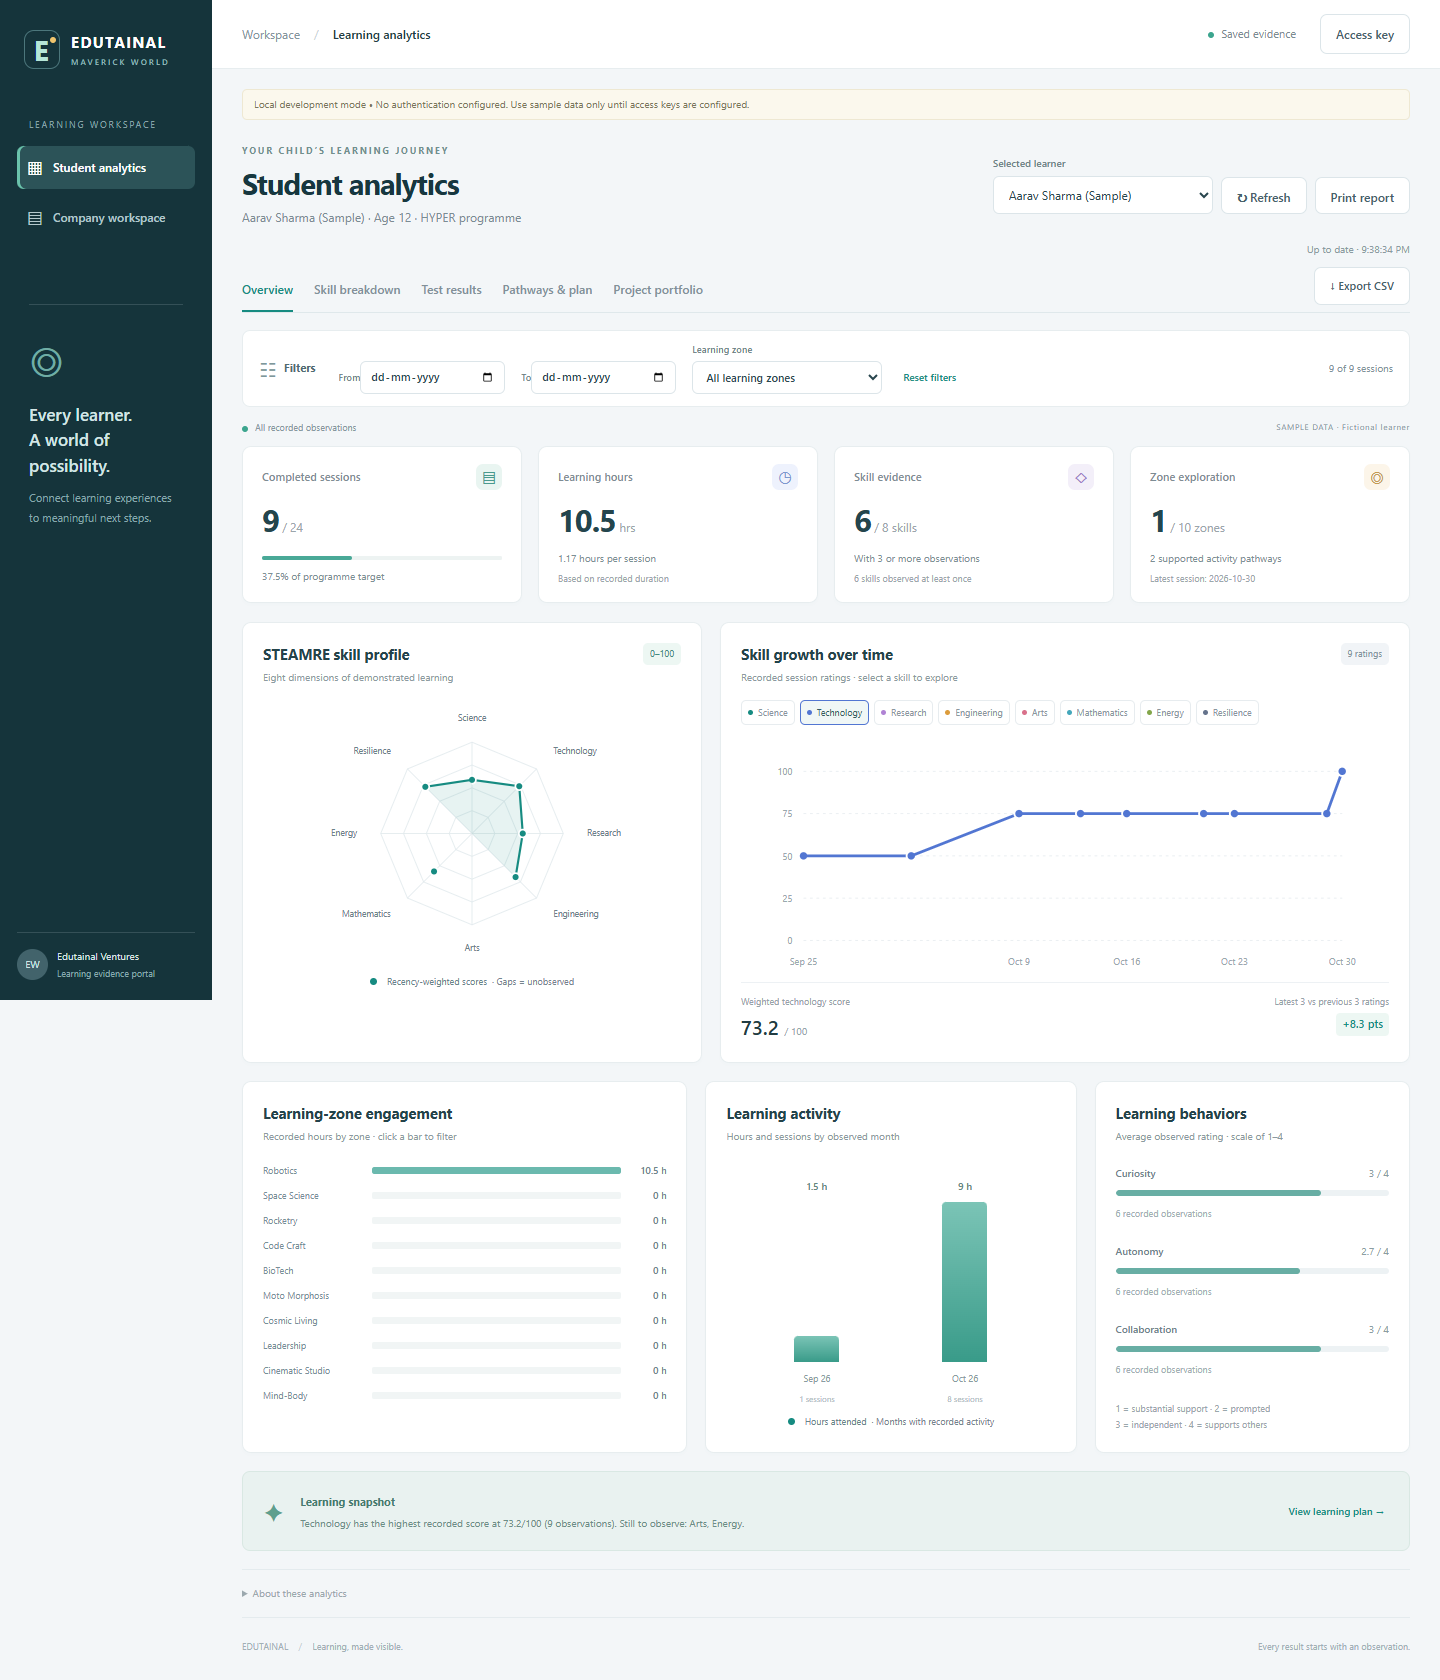 EDUTAINAL
MAVERICK WORLD
LEARNING WORKSPACE
Student analytics
Company workspace
Every learner.
A world of
possibility.
Connect learning experiences
to meaningful next steps.
EW
Edutainal Ventures
Learning evidence portal
Workspace / Learning analytics
Saved evidence
Access key
Local development mode • No authentication configured. Use sample data only until access keys are configured.
YOUR CHILD'S LEARNING JOURNEY
Student analytics
Aarav Sharma (Sample) · Age 12 · HYPER programme
Selected learner
Aarav Sharma (Sample)
↻ Refresh
Print report
Up to date · 9:38:34 PM
Overview
Skill breakdown
Test results
Pathways & plan
Project portfolio
↓ Export CSV
Filters
From
dd-mm-yyyy
To
dd-mm-yyyy
Learning zone
All learning zones
Reset filters
9 of 9 sessions
All recorded observations
SAMPLE DATA · Fictional learner
Completed sessions
9 / 24
37.5% of programme target
Learning hours
10.5 hrs
1.17 hours per session
Based on recorded duration
Skill evidence
6 / 8 skills
With 3 or more observations
6 skills observed at least once
Zone exploration
1 / 10 zones
2 supported activity pathways
Latest session: 2026-10-30
STEAMRE skill profile
0–100
Eight dimensions of demonstrated learning
Science
Technology
Research
Engineering
Arts
Mathematics
Energy
Resilience
Recency-weighted scores · Gaps = unobserved
Skill growth over time
9 ratings
Recorded session ratings · select a skill to explore
Science
Technology
Research
Engineering
Arts
Mathematics
Energy
Resilience
100
75
50
25
0
Sep 25
Oct 9
Oct 16
Oct 23
Oct 30
Weighted technology score
73.2 / 100
Latest 3 vs previous 3 ratings
+8.3 pts
Learning-zone engagement
Recorded hours by zone · click a bar to filter
Robotics 10.5 h
Space Science 0 h
Rocketry 0 h
Code Craft 0 h
BioTech 0 h
Moto Morphosis 0 h
Cosmic Living 0 h
Leadership 0 h
Cinematic Studio 0 h
Mind-Body 0 h
Learning activity
Hours and sessions by observed month
1.5 h
9 h
Sep 26
Oct 26
1 sessions
8 sessions
Hours attended · Months with recorded activity
Learning behaviors
Average observed rating · scale of 1–4
Curiosity 3 / 4
6 recorded observations
Autonomy 2.7 / 4
6 recorded observations
Collaboration 3 / 4
6 recorded observations
1 = substantial support · 2 = prompted
3 = independent · 4 = supports others
Learning snapshot
Technology has the highest recorded score at 73.2/100 (9 observations). Still to observe: Arts, Energy.
View learning plan →
About these analytics
EDUTAINAL / Learning, made visible.
Every result starts with an observation.